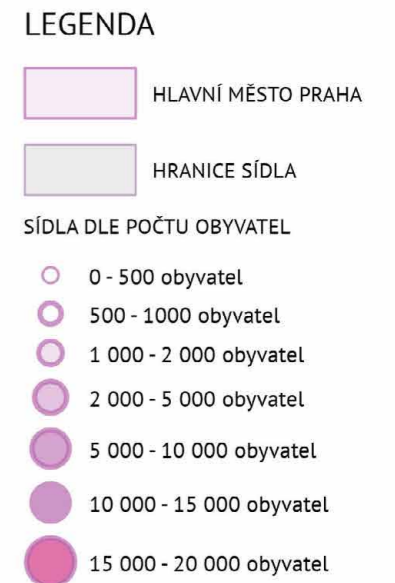 LEGENDA
HLAVNÍ MĚSTO PRAHA
HRANICE SÍDLA
SÍDLA DLE POČTU OBYVATEL
0 - 500 obyvatel
500 - 1000 obyvatel
1 000 - 2 000 obyvatel
2 000 - 5 000 obyvatel
5 000 - 10 000 obyvatel
10 000 - 15 000 obyvatel
15 000 - 20 000 obyvatel